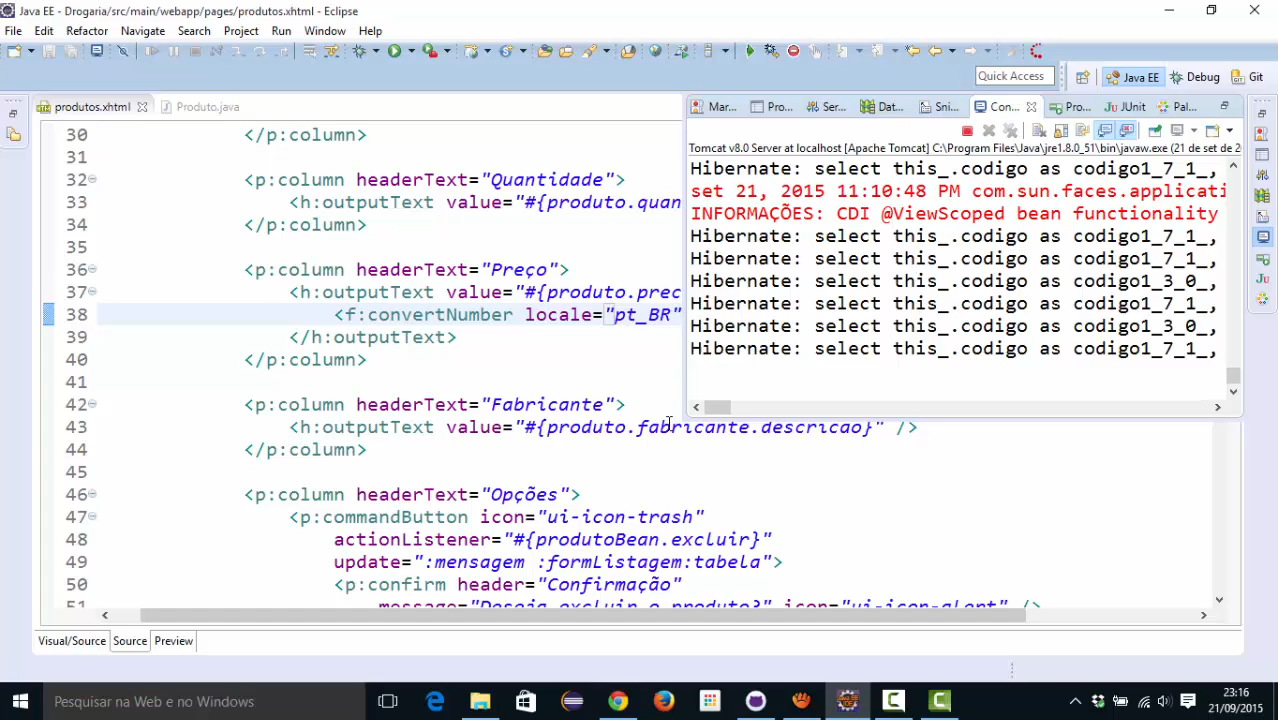 Java EE - Drogaria/src/main/webapp/pages/produtos.xhtml - Eclipse
File Edit Refactor Navigate Search Project Run Window Help
Quick Access
Java EE
Debug
Git
produtos.xhtml
Produto.java
30 </p:column>
31
32 <p:column headerText="Quantidade">
33 <h:outputText value="#{produto.quan
34 </p:column>
35
36 <p:column headerText="Preço">
37 <h:outputText value="#{produto.prec
38 <f:convertNumber locale="pt_BR"
39 </h:outputText>
40 </p:column>
41
42 <p:column headerText="Fabricante">
43 <h:outputText value="#{produto.fabricante.descricao}" />
44 </p:column>
45
46 <p:column headerText="Opções">
47 <p:commandButton icon="ui-icon-trash"
48 actionListener="#{produtoBean.excluir}"
49 update=":mensagem :formListagem:tabela">
50 <p:confirm header="Confirmação"
51 message="Deseja excluir o produto?" icon="ui-icon-alert" />
Mar... Pro... Ser... Dat... Sni... Con... Pro... JUnit Pal...
Tomcat v8.0 Server at localhost [Apache Tomcat] C:\Program Files\Java\jre1.8.0_51\bin\javaw.exe (21 de set de 2
Hibernate: select this_.codigo as codigo1_7_1_,
set 21, 2015 11:10:48 PM com.sun.faces.applicati
INFORMAÇÕES: CDI @ViewScoped bean functionality
Hibernate: select this_.codigo as codigo1_7_1_,
Hibernate: select this_.codigo as codigo1_7_1_,
Hibernate: select this_.codigo as codigo1_3_0_,
Hibernate: select this_.codigo as codigo1_7_1_,
Hibernate: select this_.codigo as codigo1_3_0_,
Hibernate: select this_.codigo as codigo1_7_1_,
Visual/Source Source Preview
Pesquisar na Web e no Windows
23:16
21/09/2015